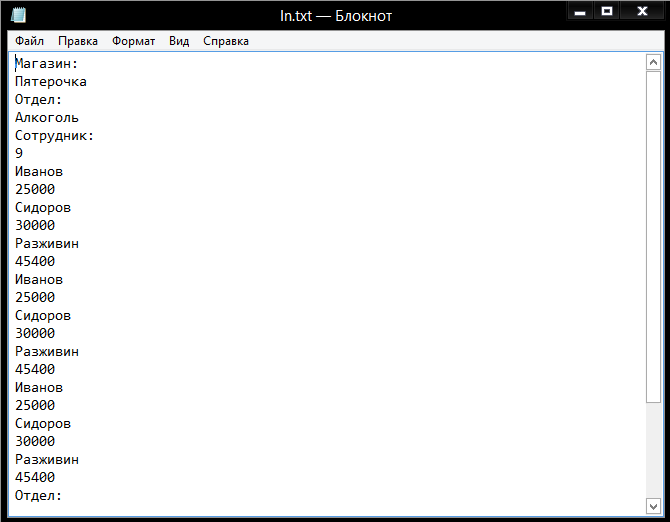 In.txt — Блокнот
Файл Правка Формат Вид Справка
Магазин:
Пятерочка
Отдел:
Алкоголь
Сотрудник:
9
Иванов
25000
Сидоров
30000
Разживин
45400
Иванов
25000
Сидоров
30000
Разживин
45400
Иванов
25000
Сидоров
30000
Разживин
45400
Отдел: